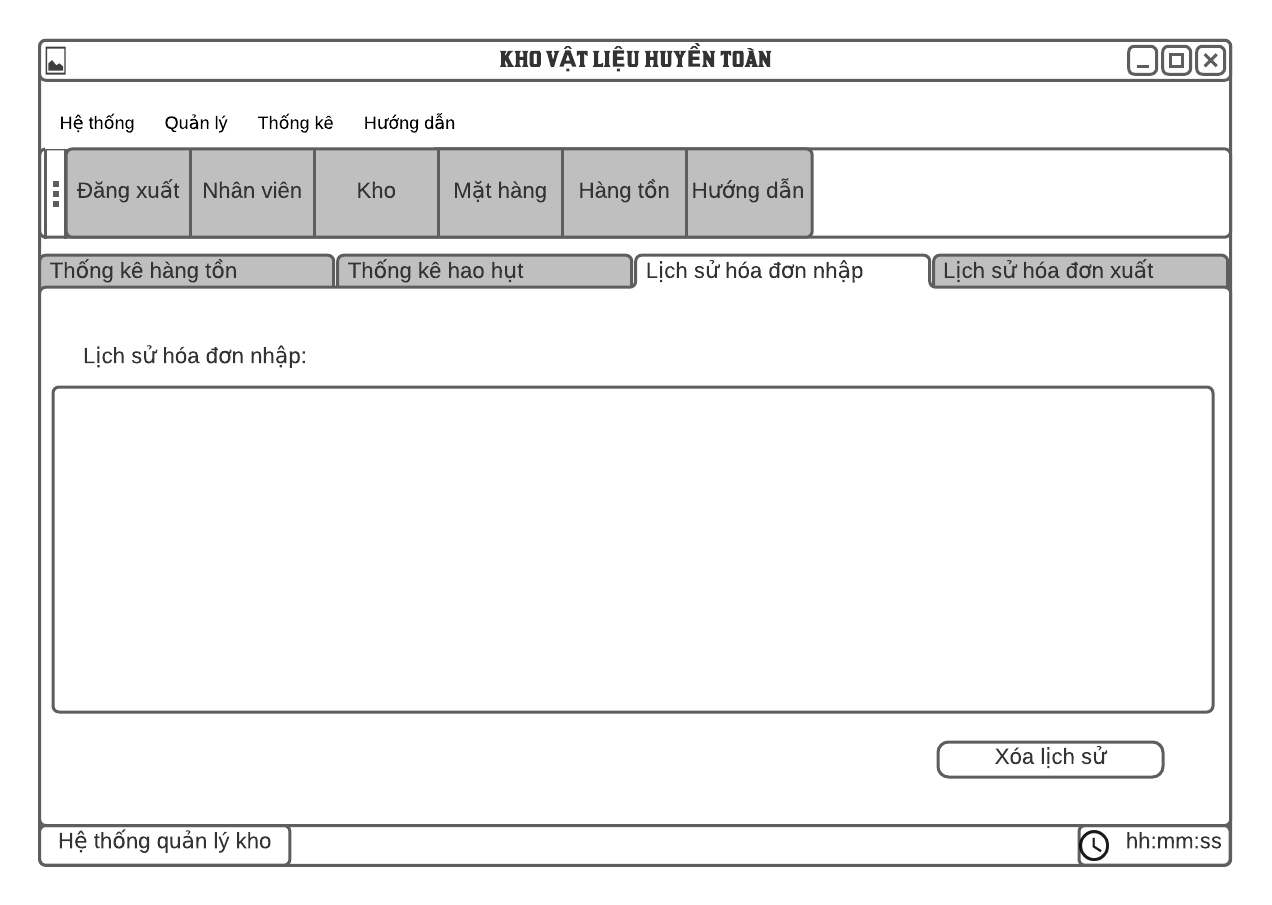 KHO VẬT LIỆU HUYỀN TOÀN
Hệ thống Quản lý Thống kê Hướng dẫn
Đăng xuất Nhân viên Kho Mặt hàng Hàng tồn Hướng dẫn
Thống kê hàng tồn Thống kê hao hụt Lịch sử hóa đơn nhập Lịch sử hóa đơn xuất
Lịch sử hóa đơn nhập:
Xóa lịch sử
Hệ thống quản lý kho hh:mm:ss